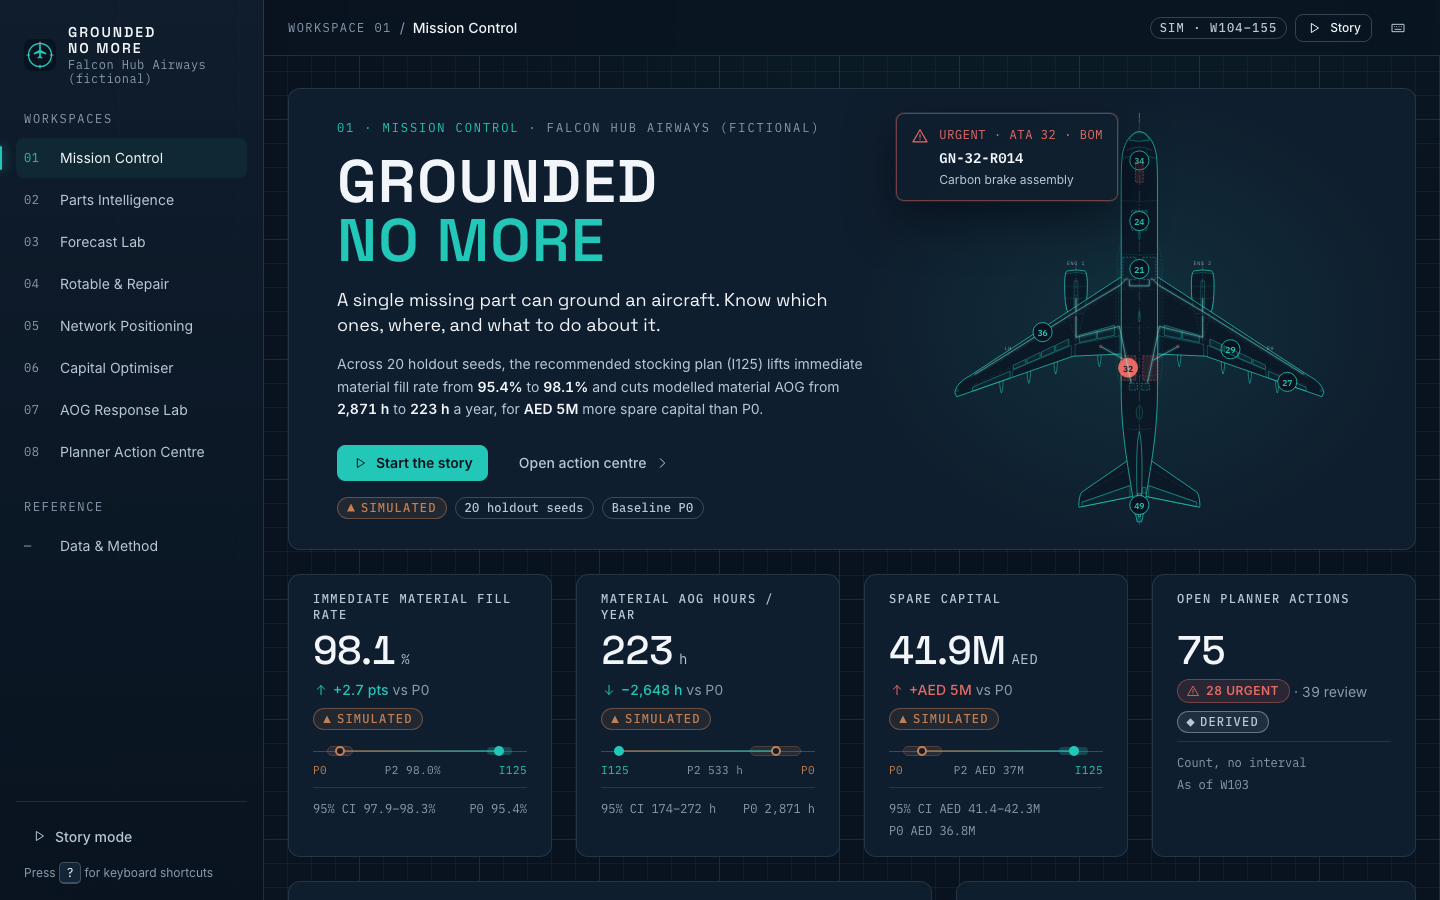 GROUNDED
NO MORE
Falcon Hub Airways
(fictional)
WORKSPACES
01 Mission Control
02 Parts Intelligence
03 Forecast Lab
04 Rotable & Repair
05 Network Positioning
06 Capital Optimiser
07 AOG Response Lab
08 Planner Action Centre
REFERENCE
— Data & Method
Story mode
Press ? for keyboard shortcuts
WORKSPACE 01 / Mission Control
SIM · W104–155
Story
01 · MISSION CONTROL · FALCON HUB AIRWAYS (FICTIONAL)
GROUNDED
NO MORE
A single missing part can ground an aircraft. Know which
ones, where, and what to do about it.
Across 20 holdout seeds, the recommended stocking plan (I125) lifts immediate
material fill rate from 95.4% to 98.1% and cuts modelled material AOG from
2,871 h to 223 h a year, for AED 5M more spare capital than P0.
Start the story
Open action centre
SIMULATED
20 holdout seeds
Baseline P0
URGENT · ATA 32 · BOM
GN-32-R014
Carbon brake assembly
34
24
21
ENG 1
ENG 2
36
29
32
27
49
IMMEDIATE MATERIAL FILL
RATE
98.1 %
↑ +2.7 pts vs P0
SIMULATED
P0 P2 98.0% I125
95% CI 97.9–98.3% P0 95.4%
MATERIAL AOG HOURS /
YEAR
223 h
↓ −2,648 h vs P0
SIMULATED
I125 P2 533 h P0
95% CI 174–272 h P0 2,871 h
SPARE CAPITAL
41.9M AED
↑ +AED 5M vs P0
SIMULATED
P0 P2 AED 37M I125
95% CI AED 41.4–42.3M
P0 AED 36.8M
OPEN PLANNER ACTIONS
75
28 URGENT · 39 review
DERIVED
Count, no interval
As of W103